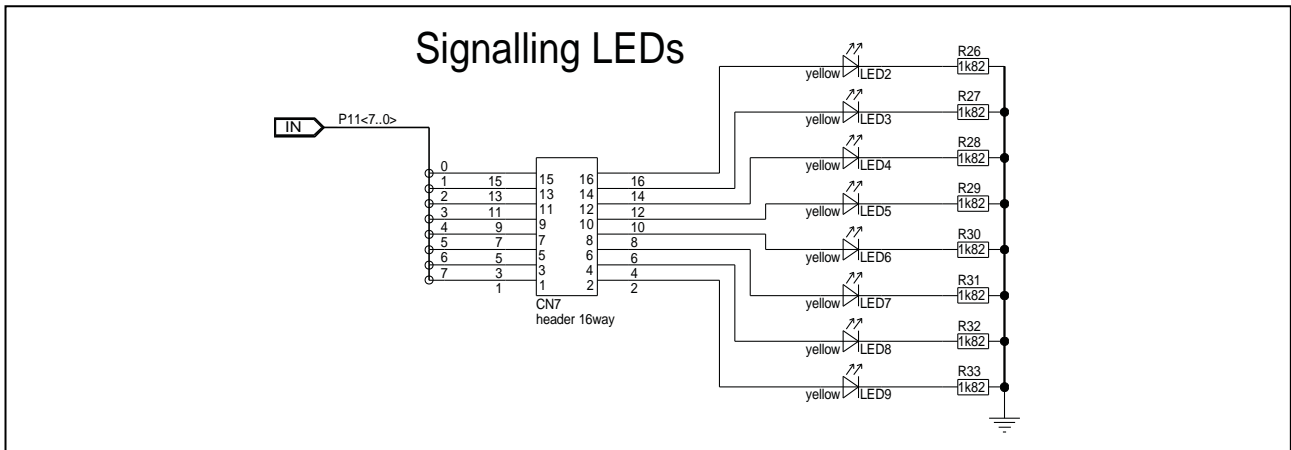 Signalling LEDs
IN P11<7..0>
0
1 15 15 16 16
2 13 13 14 14
3 11 11 12 12
4 9 9 10 10
5 7 7 8 8
6 5 5 6 6
7 3 3 4 4
1 1 2 2
CN7
header 16way
R26
yellow LED2 1k82
R27
yellow LED3 1k82
R28
yellow LED4 1k82
R29
yellow LED5 1k82
R30
yellow LED6 1k82
R31
yellow LED7 1k82
R32
yellow LED8 1k82
R33
yellow LED9 1k82